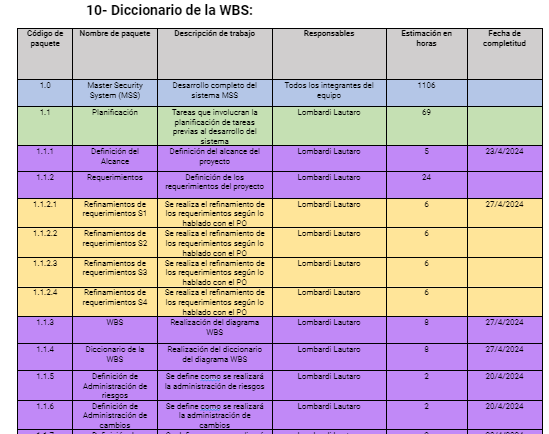 10- Diccionario de la WBS:
Código de paquete | Nombre de paquete | Descripción de trabajo | Responsables | Estimación en horas | Fecha de completitud
1.0 | Master Security System (MSS) | Desarrollo completo del sistema MSS | Todos los integrantes del equipo | 1106
1.1 | Planificación | Tareas que involucran la planificación de tareas previas al desarrollo del sistema | Lombardi Lautaro | 69
1.1.1 | Definición del Alcance | Definición del alcance del proyecto | Lombardi Lautaro | 5 | 23/4/2024
1.1.2 | Requerimientos | Definición de los requerimientos del proyecto | Lombardi Lautaro | 24
1.1.2.1 | Refinamientos de requerimientos S1 | Se realiza el refinamiento de los requerimientos según lo hablado con el PO | Lombardi Lautaro | 6 | 27/4/2024
1.1.2.2 | Refinamientos de requerimientos S2 | Se realiza el refinamiento de los requerimientos según lo hablado con el PO | Lombardi Lautaro | 6
1.1.2.3 | Refinamientos de requerimientos S3 | Se realiza el refinamiento de los requerimientos según lo hablado con el PO | Lombardi Lautaro | 6
1.1.2.4 | Refinamientos de requerimientos S4 | Se realiza el refinamiento de los requerimientos según lo hablado con el PO | Lombardi Lautaro | 6
1.1.3 | WBS | Realización del diagrama WBS | Lombardi Lautaro | 8 | 27/4/2024
1.1.4 | Diccionario de la WBS | Realización del diccionario del diagrama WBS | Lombardi Lautaro | 8 | 27/4/2024
1.1.5 | Definición de Administración de riesgos | Se define como se realizará la administración de riesgos | Lombardi Lautaro | 2 | 20/4/2024
1.1.6 | Definición de Administración de cambios | Se define como se realizará la administración de cambios | Lombardi Lautaro | 2 | 20/4/2024